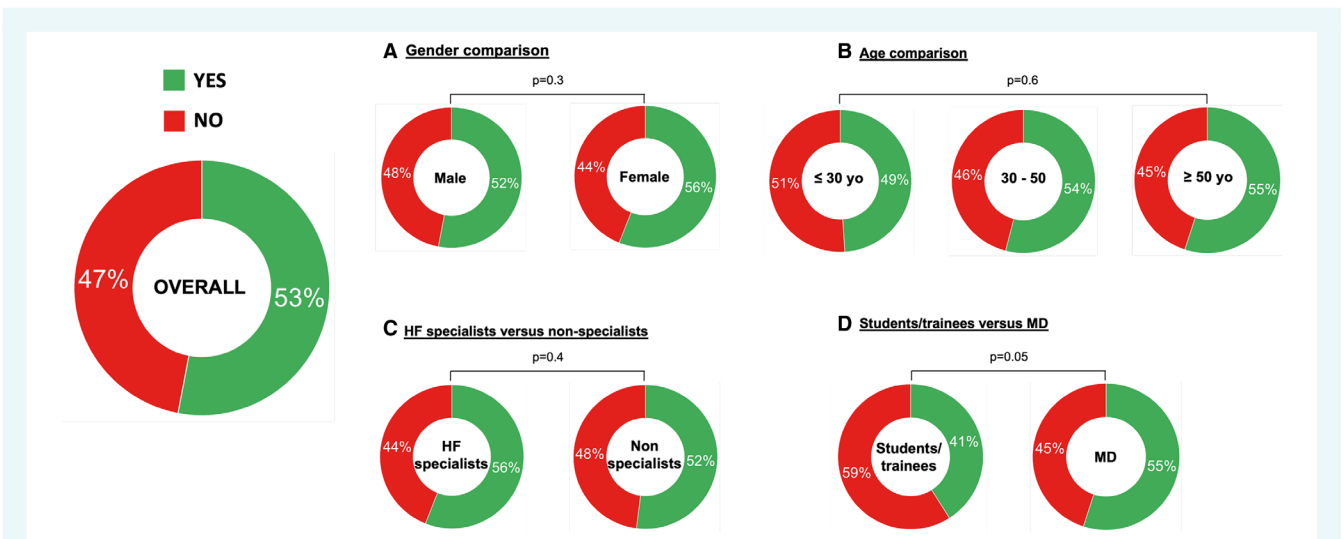 YES
NO
47%
OVERALL
53%
A Gender comparison
p=0.3
48%
Male
52%
44%
Female
56%
B Age comparison
p=0.6
51%
≤ 30 yo
49%
46%
30 - 50
54%
45%
≥ 50 yo
55%
C HF specialists versus non-specialists
p=0.4
44%
HF
specialists
56%
48%
Non
specialists
52%
D Students/trainees versus MD
p=0.05
59%
Students/
trainees
41%
45%
MD
55%